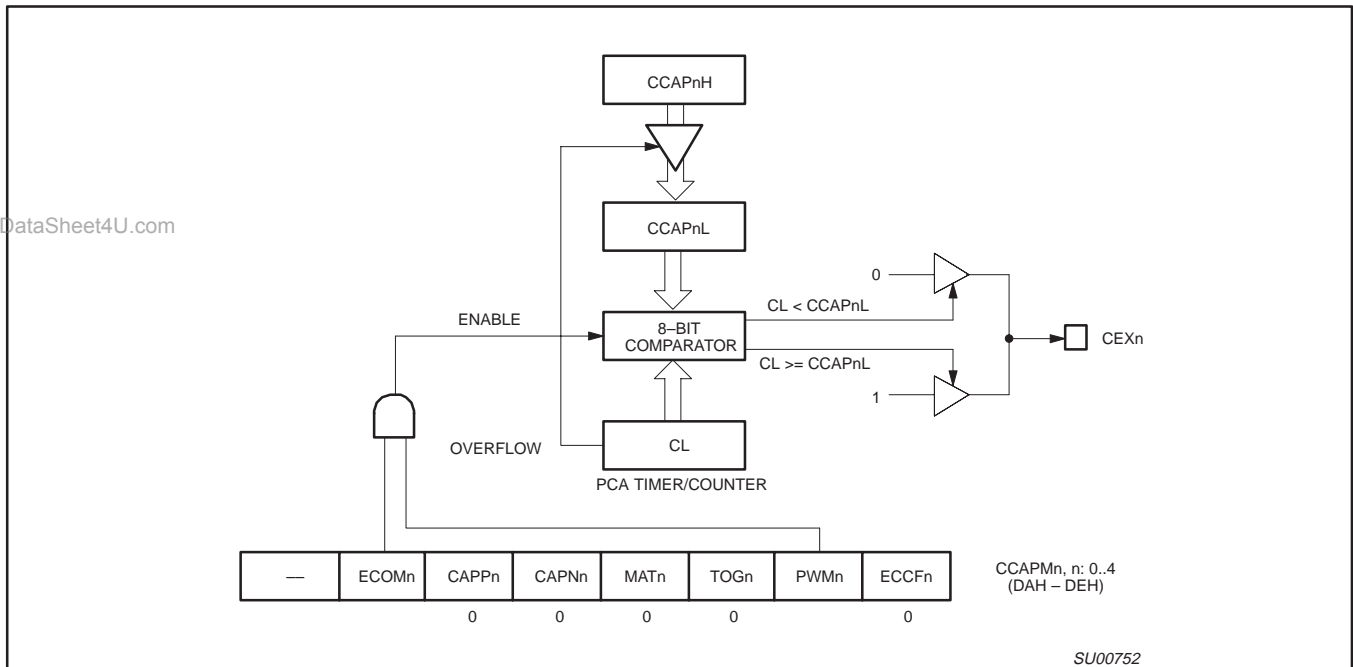 CCAPnH
DataSheet4U.com
CCAPnL
0
CL < CCAPnL
ENABLE
8–BIT
COMPARATOR
CEXn
CL >= CCAPnL
1
OVERFLOW
CL
PCA TIMER/COUNTER
— ECOMn CAPPn CAPNn MATn TOGn PWMn ECCFn
CCAPMn, n: 0..4
(DAH – DEH)
0 0 0 0 0
SU00752